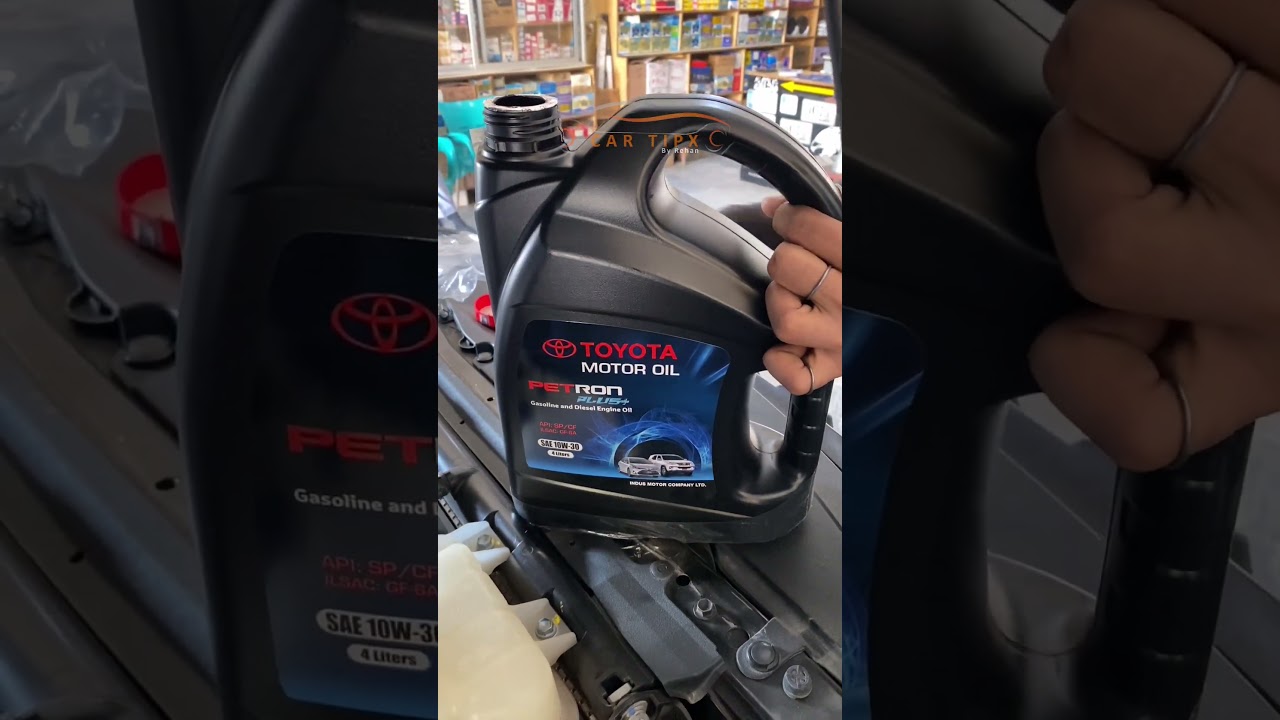 CAR TIPX
By Rehan
TOYOTA
MOTOR OIL
PETRON
PLUS+
Gasoline and Diesel Engine Oil
API: SP/CF
ILSAC: GF-6A
SAE 10W-30
4 Liters
INDUS MOTOR COMPANY LTD.